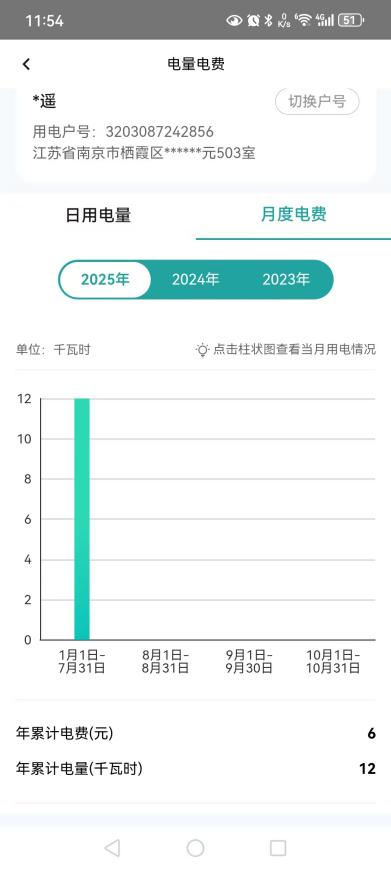 11:54
0 K/s 6 4G 51
电量电费
*遥
切换户号
用电户号：3203087242856
江苏省南京市栖霞区******元503室
日用电量
月度电费
2025年
2024年
2023年
单位：千瓦时
点击柱状图查看当月用电情况
12
10
8
6
4
2
0
1月1日-
7月31日
8月1日-
8月31日
9月1日-
9月30日
10月1日-
10月31日
年累计电费(元)
6
年累计电量(千瓦时)
12